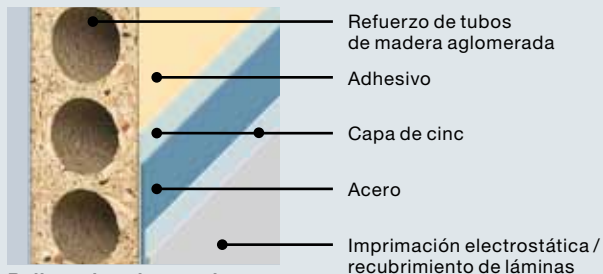 Refuerzo de tubos
de madera aglomerada
Adhesivo
Capa de cinc
Acero
Imprimación electrostática /
recubrimiento de láminas